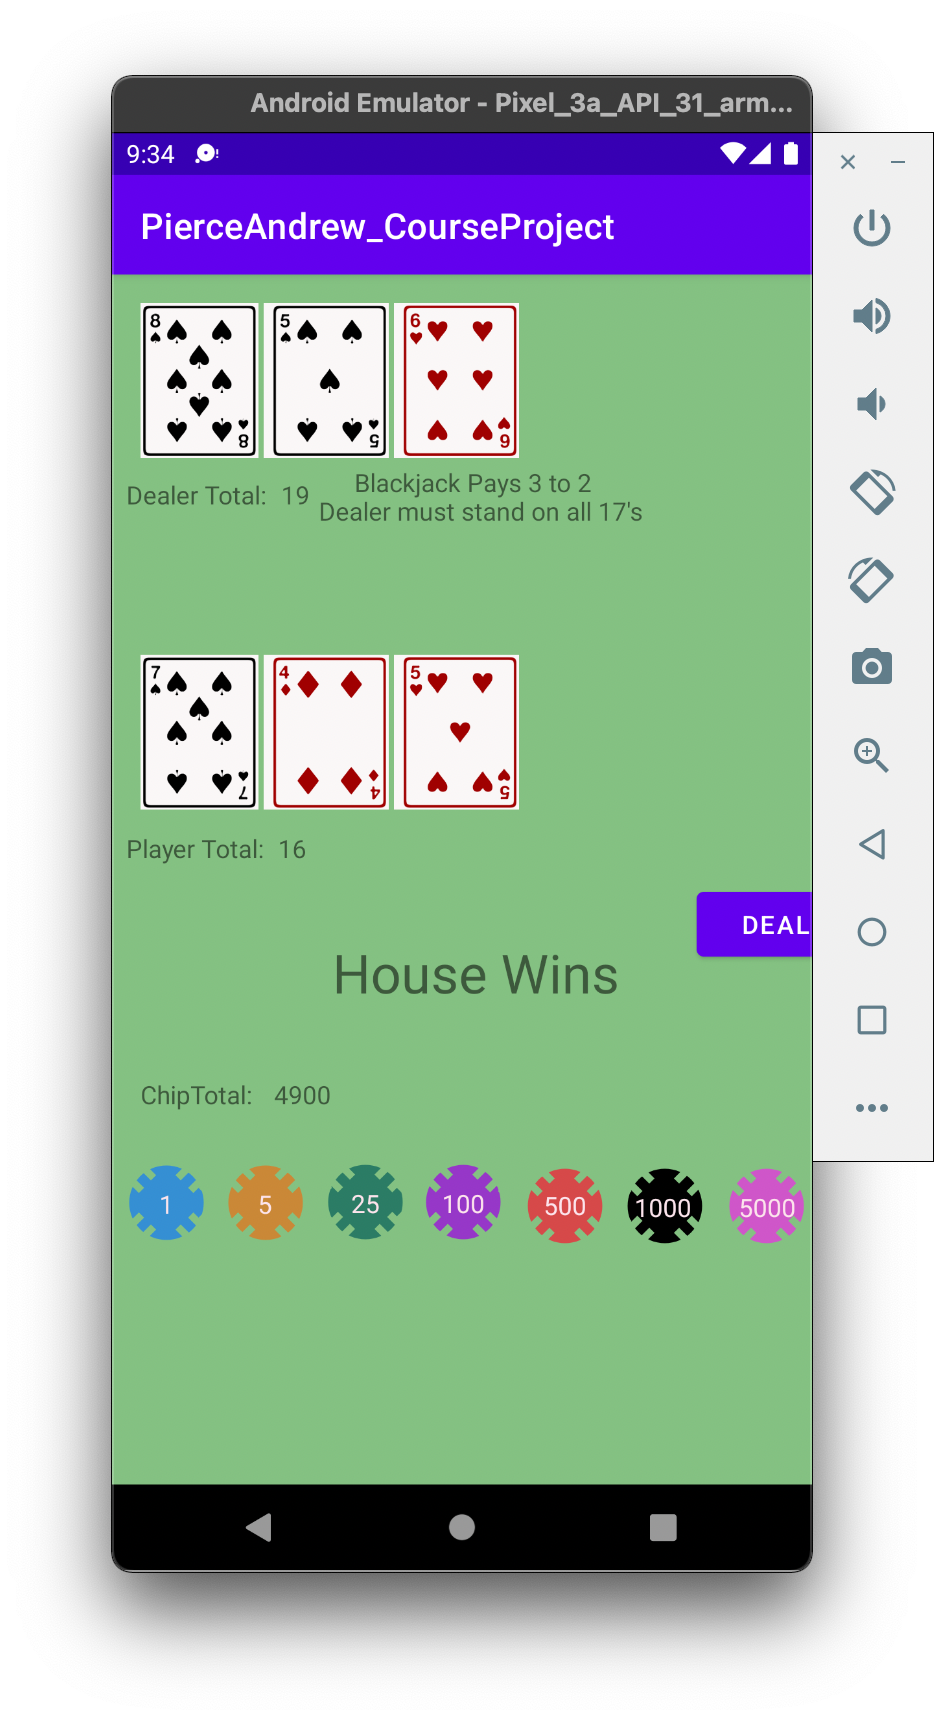 Android Emulator - Pixel_3a_API_31_arm...
9:34
PierceAndrew_CourseProject
8 5 6
8 5 6
Dealer Total: 19
Blackjack Pays 3 to 2
Dealer must stand on all 17's
7 4 5
7 4 5
Player Total: 16
DEAL
House Wins
ChipTotal: 4900
1 5 25 100 500 1000 5000